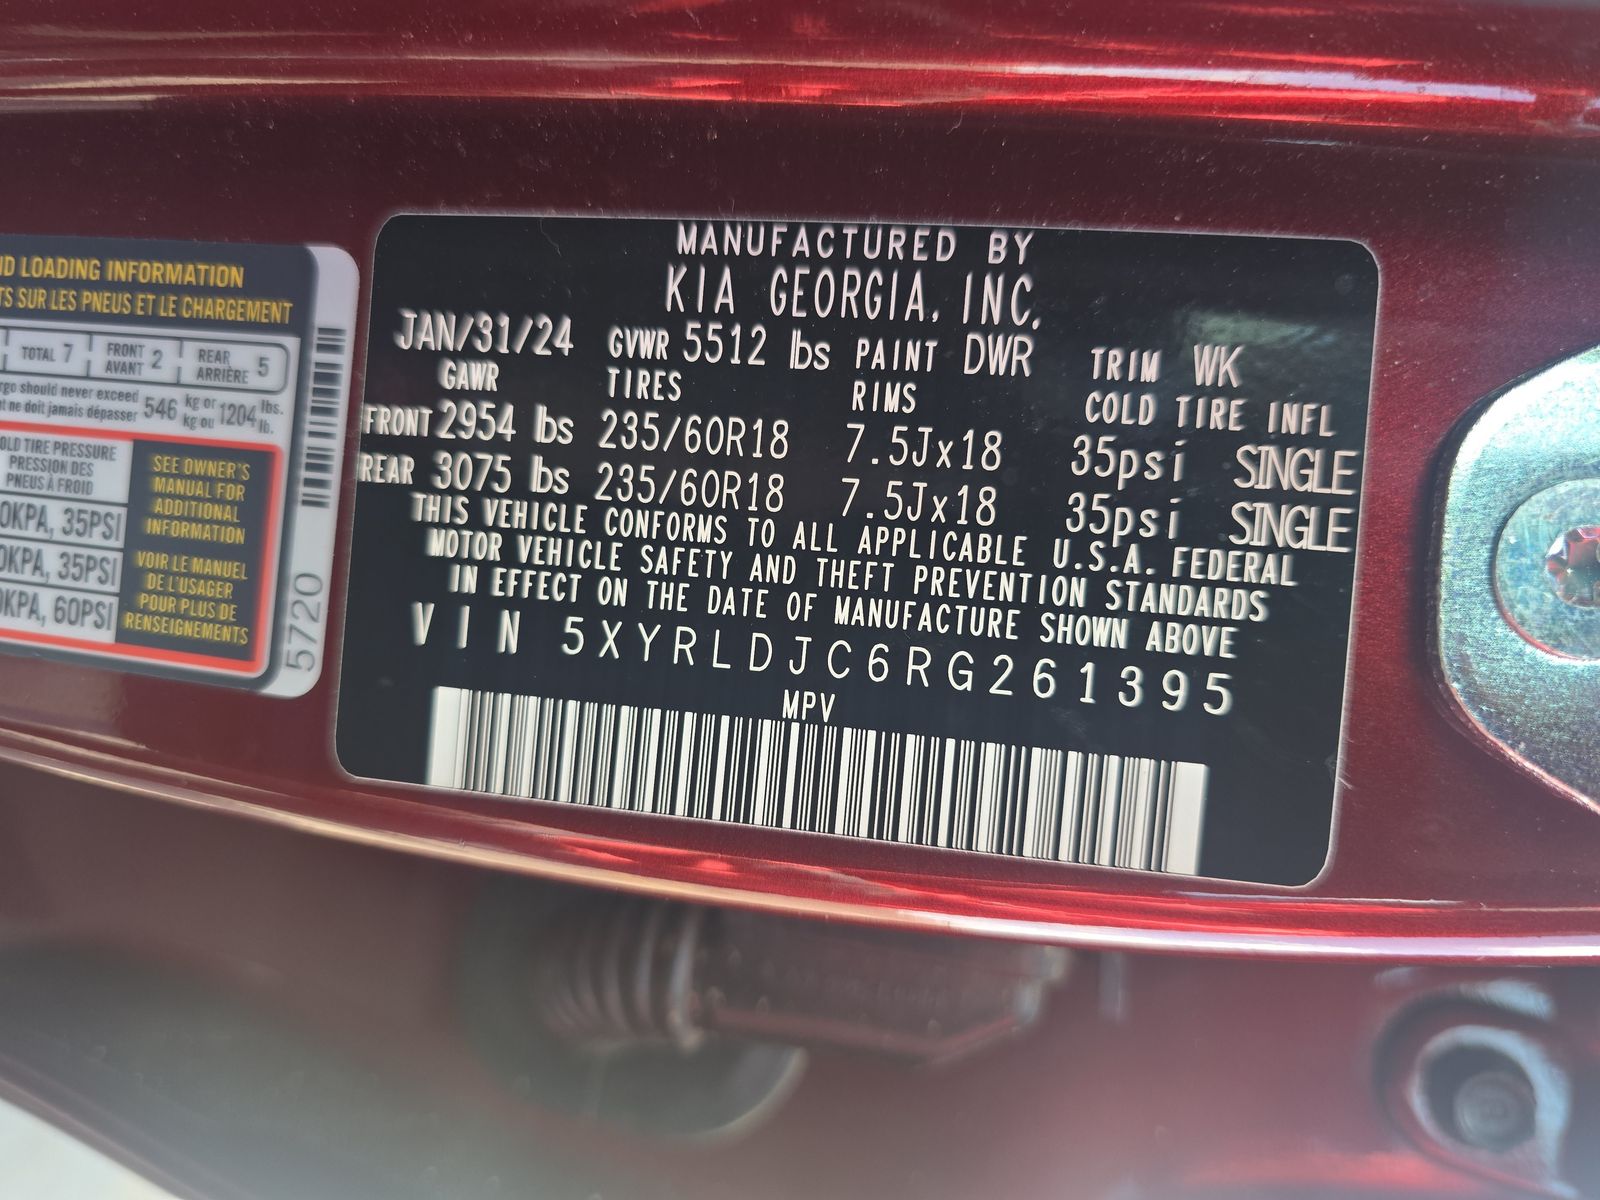 ND LOADING INFORMATION
TS SUR LES PNEUS ET LE CHARGEMENT
TOTAL 7 FRONT AVANT 2 REAR ARRIÈRE 5
should never exceed 546 kg or 1204 lbs.
ne doit jamais dépasser kg ou lb.
OLD TIRE PRESSURE
PRESSION DES
PNEUS À FROID
0KPA, 35PSI
0KPA, 35PSI
0KPA, 60PSI
SEE OWNER'S
MANUAL FOR
ADDITIONAL
INFORMATION
VOIR LE MANUEL
DE L'USAGER
POUR PLUS DE
RENSEIGNEMENTS
5720
MANUFACTURED BY
KIA GEORGIA, INC.
JAN/31/24 GVWR 5512 lbs PAINT DWR TRIM WK
GAWR TIRES RIMS COLD TIRE INFL
FRONT 2954 lbs 235/60R18 7.5Jx18 35psi SINGLE
REAR 3075 lbs 235/60R18 7.5Jx18 35psi SINGLE
THIS VEHICLE CONFORMS TO ALL APPLICABLE U.S.A. FEDERAL
MOTOR VEHICLE SAFETY AND THEFT PREVENTION STANDARDS
IN EFFECT ON THE DATE OF MANUFACTURE SHOWN ABOVE
VIN 5XYRLDJC6RG261395
MPV